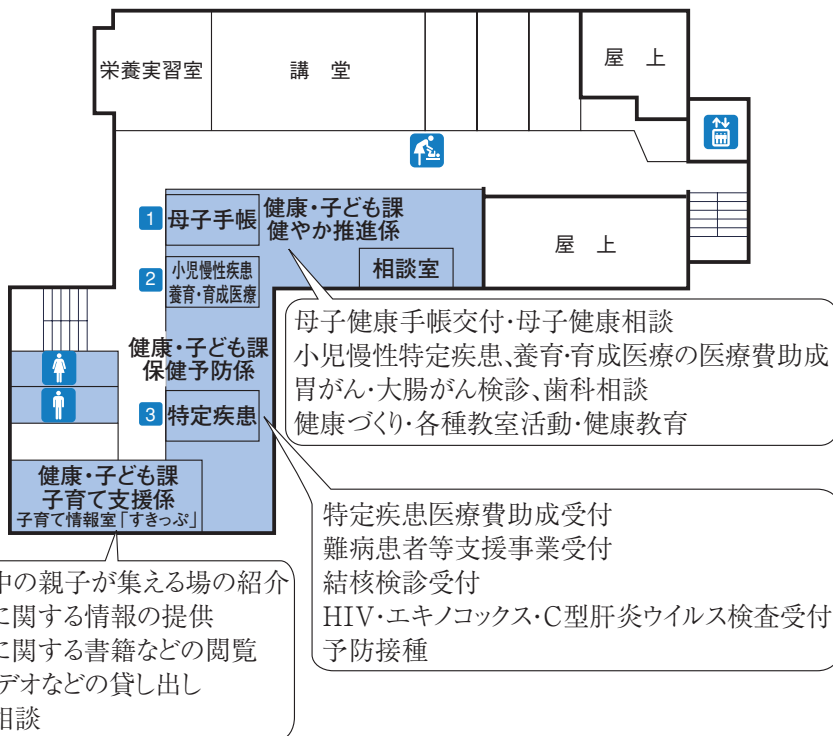 栄養実習室
講 堂
屋 上
1 母子手帳
健康・子ども課
健やか推進係
屋 上
2 小児慢性疾患
養育・育成医療
相談室
母子健康手帳交付・母子健康相談
小児慢性特定疾患、養育・育成医療の医療費助成
胃がん・大腸がん検診、歯科相談
健康づくり・各種教室活動・健康教育
健康・子ども課
保健予防係
3 特定疾患
健康・子ども課
子育て支援係
子育て情報室「すきっぷ」
特定疾患医療費助成受付
難病患者等支援事業受付
結核検診受付
HIV・エキノコックス・C型肝炎ウイルス検査受付
予防接種
中の親子が集える場の紹介
に関する情報の提供
に関する書籍などの閲覧
デオなどの貸し出し
相談